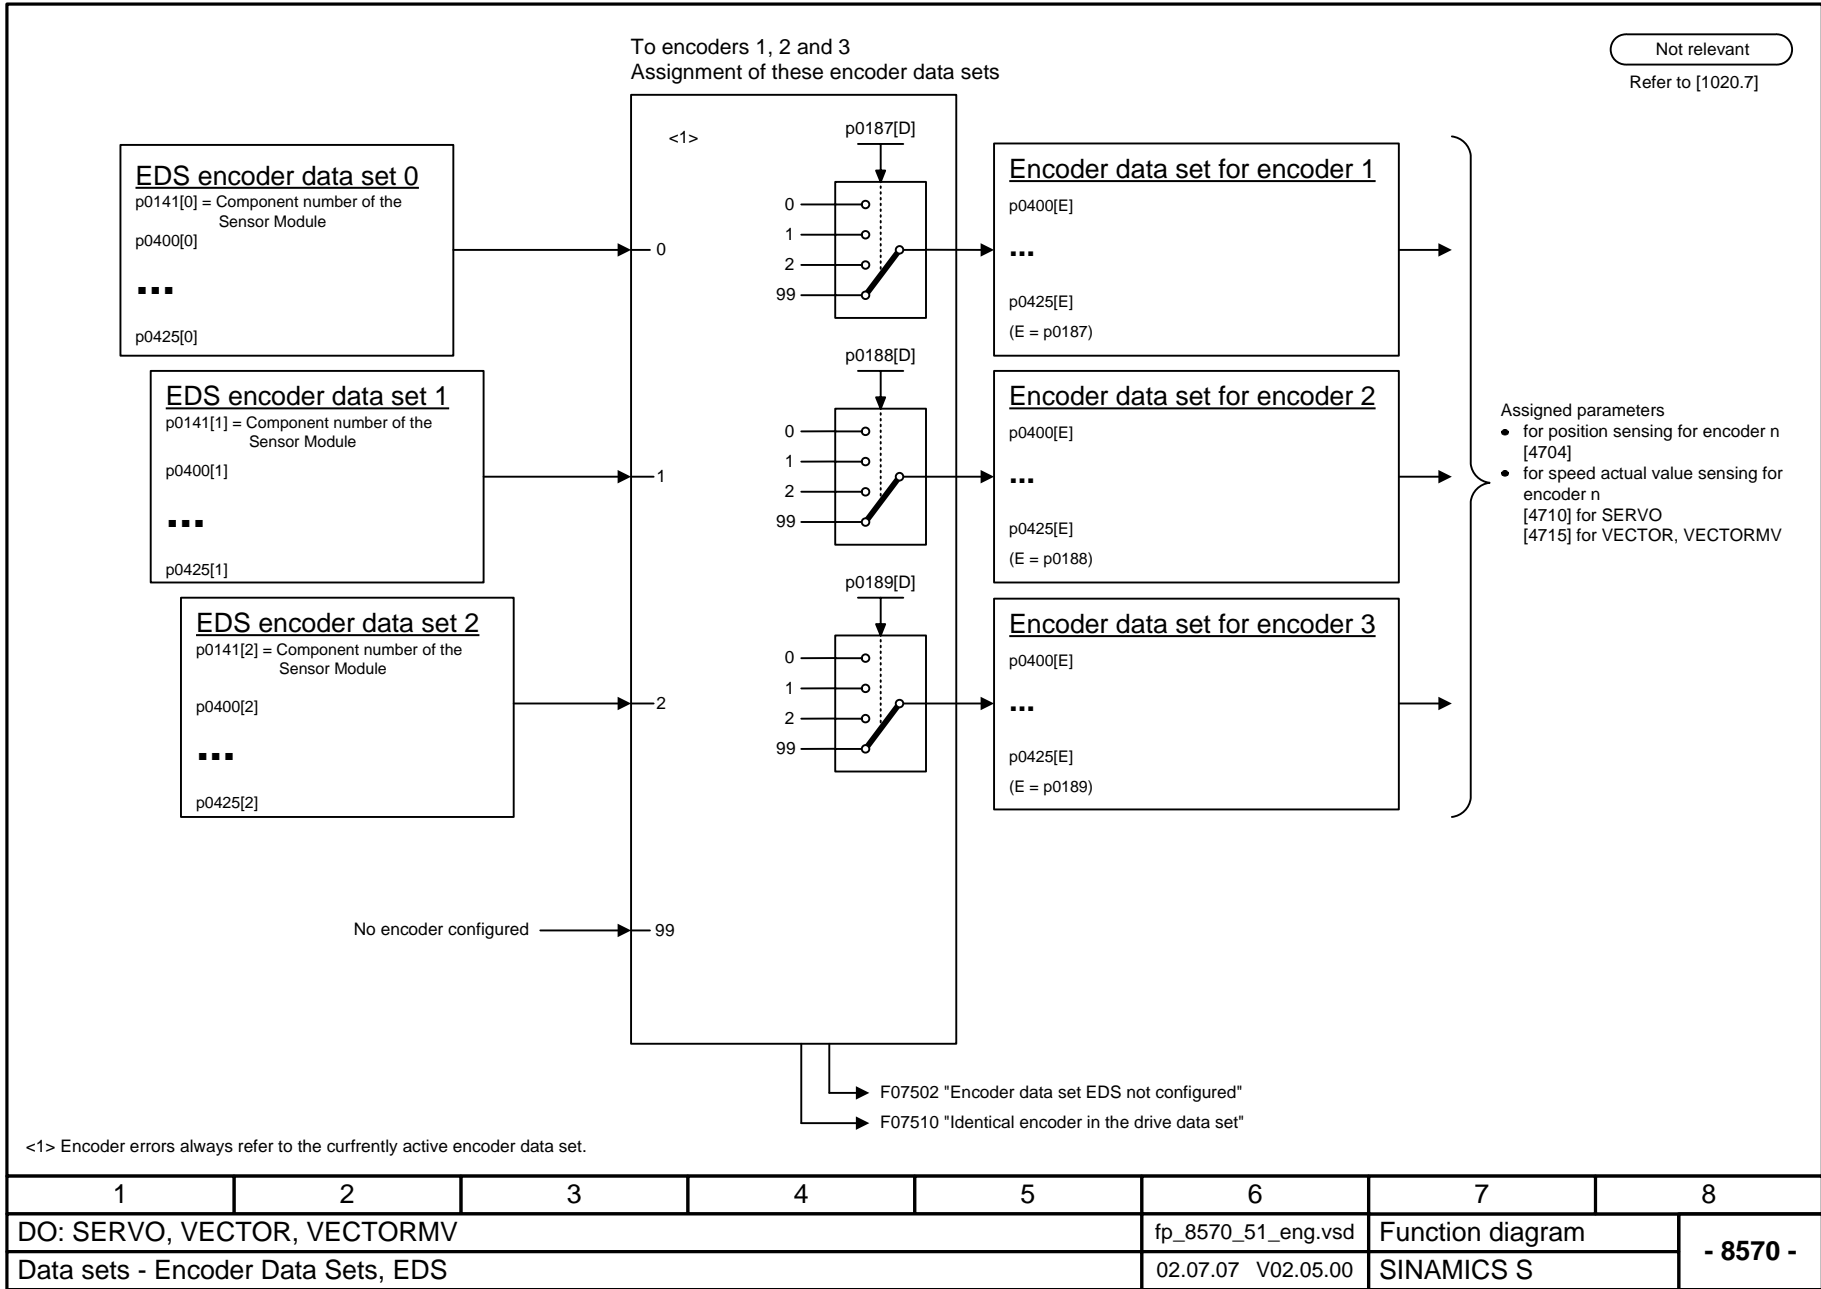 To encoders 1, 2 and 3
Assignment of these encoder data sets
Not relevant
Refer to [1020.7]
<1>
EDS encoder data set 0
p0141[0] = Component number of the
Sensor Module
p0400[0]
...
p0425[0]
0
p0187[D]
0
1
2
99
Encoder data set for encoder 1
p0400[E]
...
p0425[E]
(E = p0187)
EDS encoder data set 1
p0141[1] = Component number of the
Sensor Module
p0400[1]
...
p0425[1]
1
p0188[D]
0
1
2
99
Encoder data set for encoder 2
p0400[E]
...
p0425[E]
(E = p0188)
EDS encoder data set 2
p0141[2] = Component number of the
Sensor Module
p0400[2]
...
p0425[2]
2
p0189[D]
0
1
2
99
Encoder data set for encoder 3
p0400[E]
...
p0425[E]
(E = p0189)
Assigned parameters
• for position sensing for encoder n
[4704]
• for speed actual value sensing for
encoder n
[4710] for SERVO
[4715] for VECTOR, VECTORMV
No encoder configured
99
F07502 "Encoder data set EDS not configured"
F07510 "Identical encoder in the drive data set"
<1> Encoder errors always refer to the curfrently active encoder data set.
1 2 3 4 5 6 7 8
DO: SERVO, VECTOR, VECTORMV
fp_8570_51_eng.vsd
Function diagram
- 8570 -
Data sets - Encoder Data Sets, EDS
02.07.07 V02.05.00
SINAMICS S